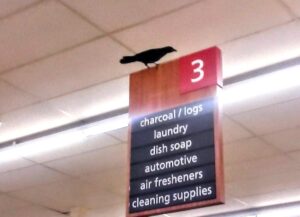 3
charcoal / logs
laundry
dish soap
automotive
air fresheners
cleaning supplies